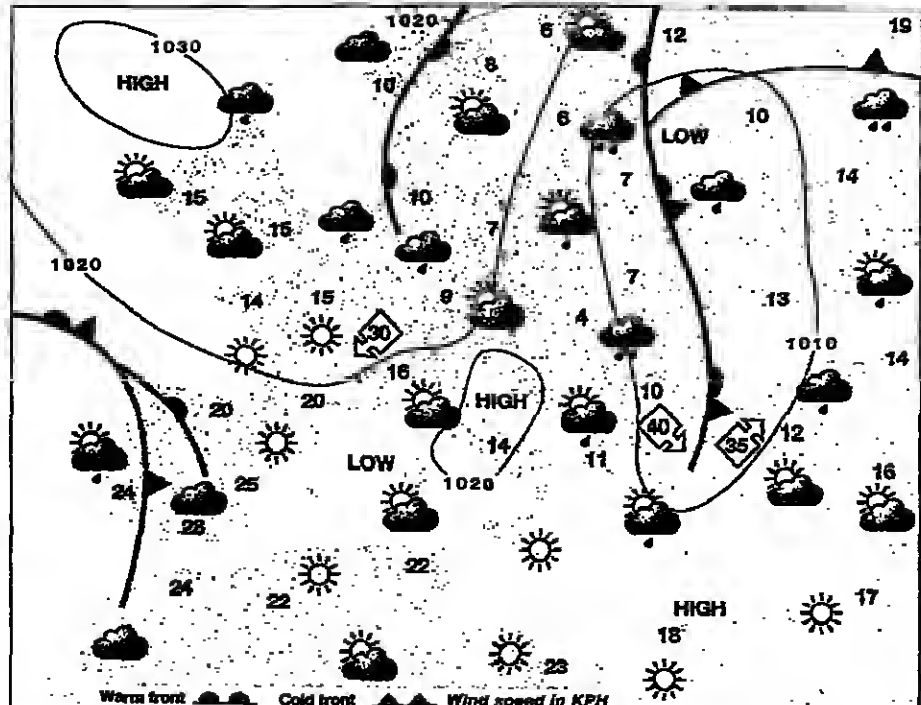 1020 6 12 19
1030
HIGH 8
10
6 LOW 10
15 10 7 14
15 7
1020 7
14 15 9 13
30 4
1010
16 14
20 20 HIGH 10
40 35 12
LOW 14 11
24 25 1020 16
28
24 22 22
HIGH 17
18
23
Warm front Cold front Wind speed in KPH